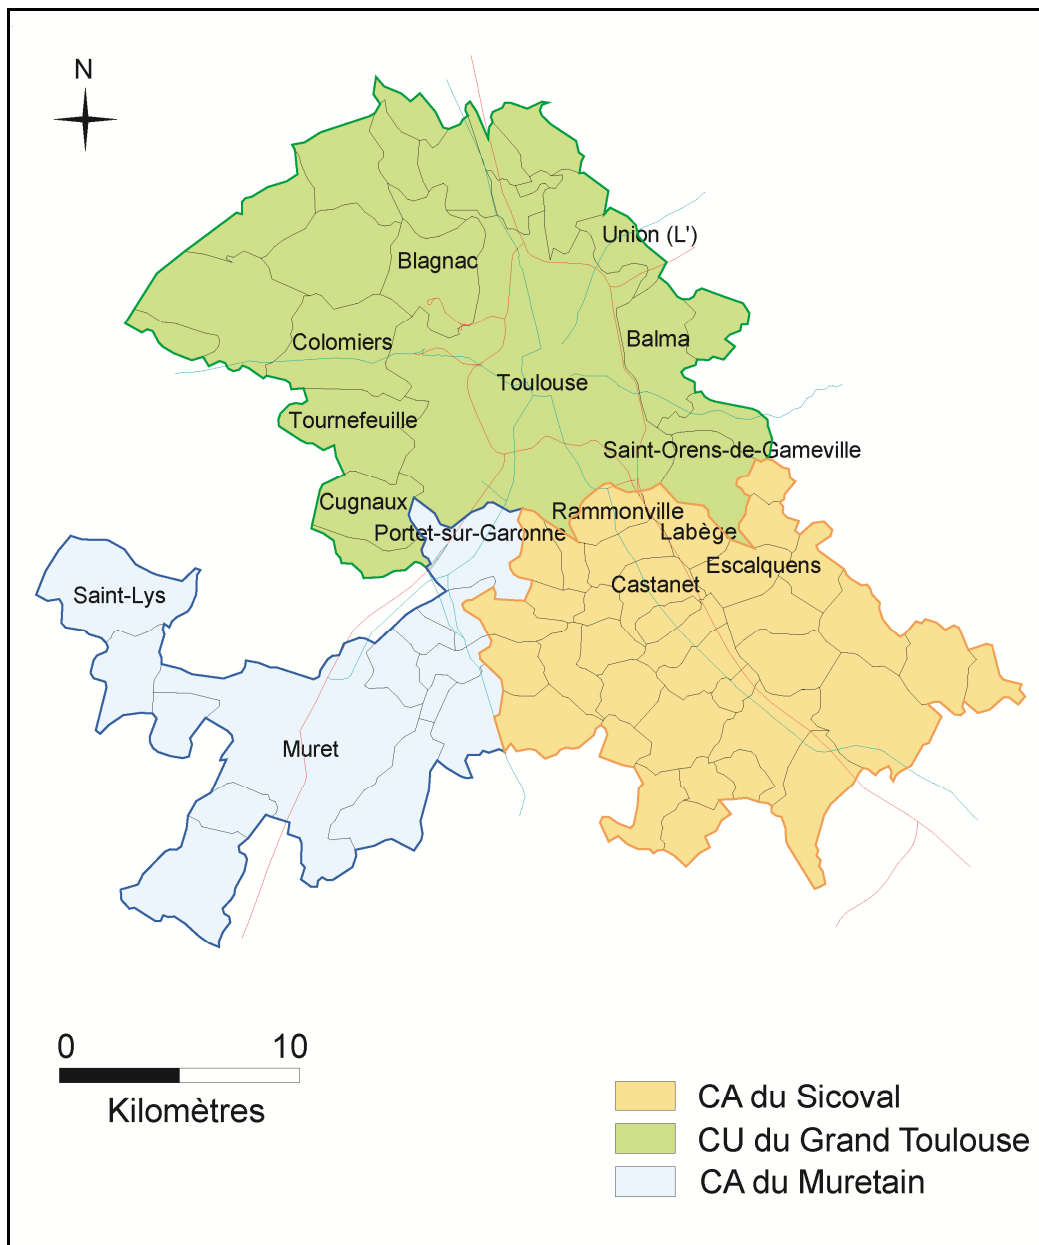 N
Union (L')
Blagnac
Balma
Colomiers
Toulouse
Tournefeuille
Saint-Orens-de-Gameville
Cugnaux
Rammonville
Portet-sur-Garonne
Labège
Escalquens
Castanet
Saint-Lys
Muret
0 10
Kilomètres
CA du Sicoval
CU du Grand Toulouse
CA du Muretain